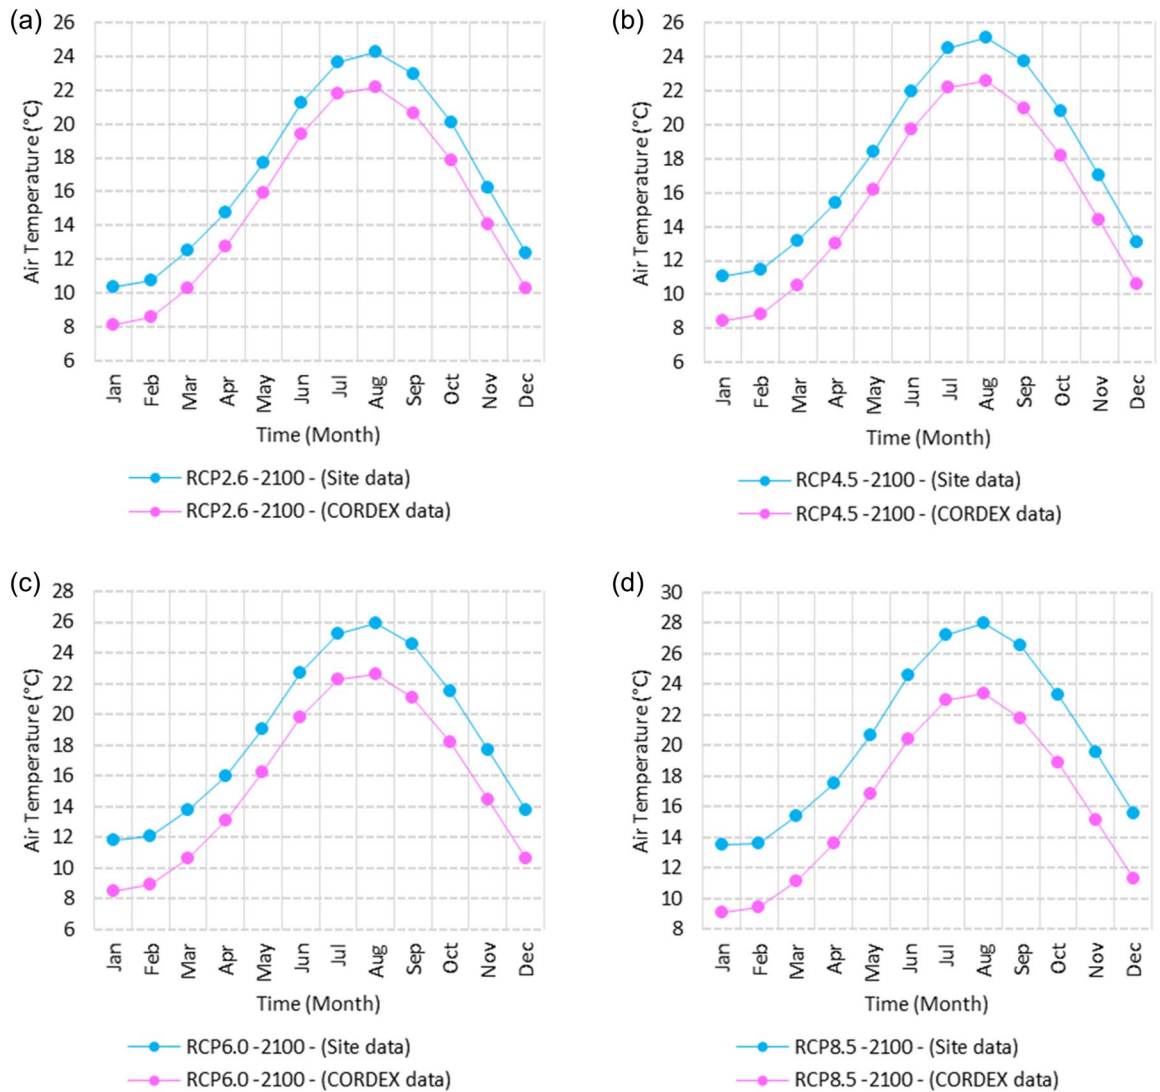 (a)
26
24
22
20
18
16
14
12
10
8
6
Air Temperature (°C)
Jan Feb Mar Apr May Jun Jul Aug Sep Oct Nov Dec
Time (Month)
RCP2.6 -2100 - (Site data)
RCP2.6 -2100 - (CORDEX data)
(b)
26
24
22
20
18
16
14
12
10
8
6
Air Temperature (°C)
Jan Feb Mar Apr May Jun Jul Aug Sep Oct Nov Dec
Time (Month)
RCP4.5 -2100 - (Site data)
RCP4.5 -2100 - (CORDEX data)
(c)
28
26
24
22
20
18
16
14
12
10
8
6
Air Temperature (°C)
Jan Feb Mar Apr May Jun Jul Aug Sep Oct Nov Dec
Time (Month)
RCP6.0 -2100 - (Site data)
RCP6.0 -2100 - (CORDEX data)
(d)
30
28
26
24
22
20
18
16
14
12
10
8
Air Temperature (°C)
Jan Feb Mar Apr May Jun Jul Aug Sep Oct Nov Dec
Time (Month)
RCP8.5 -2100 - (Site data)
RCP8.5 -2100 - (CORDEX data)